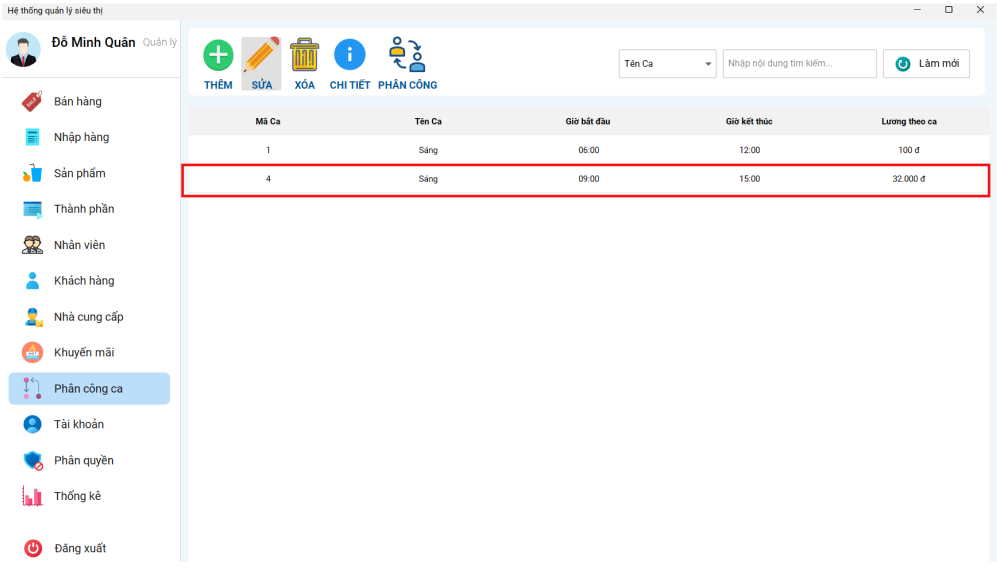 Hệ thống quản lý siêu thị
Đỗ Minh Quân Quản lý
Bán hàng
Nhập hàng
Sản phẩm
Thành phần
Nhân viên
Khách hàng
Nhà cung cấp
Khuyến mãi
Phân công ca
Tài khoản
Phân quyền
Thống kê
Đăng xuất
THÊM SỬA XÓA CHI TIẾT PHÂN CÔNG
Tên Ca Nhập nội dung tìm kiếm... Làm mới
Mã Ca Tên Ca Giờ bắt đầu Giờ kết thúc Lương theo ca
1 Sáng 06:00 12:00 100 đ
4 Sáng 09:00 15:00 32.000 đ